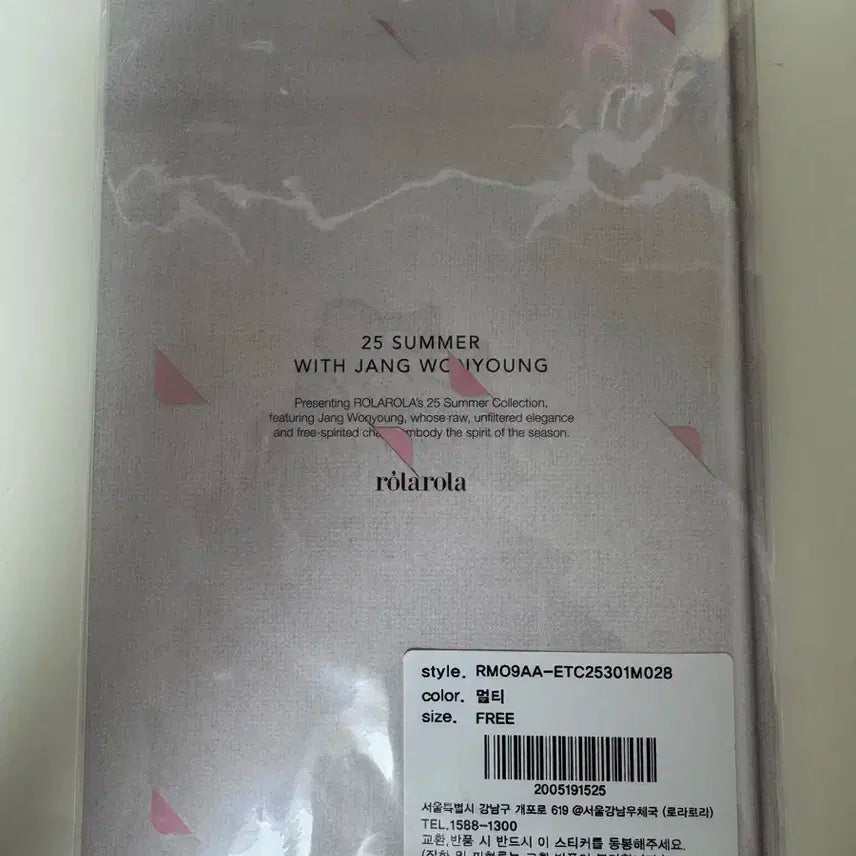 25 SUMMER
WITH JANG WONYOUNG
Presenting ROLAROLA's 25 Summer Collection,
featuring Jang Wonyoung, whose raw, unfiltered elegance
and free-spirited embody the spirit of the season.
rolarola
style. RMO9AA-ETC25301M028
color. 멀티
size. FREE
2005191525
서울특별시 강남구 개포로 619 @서울강남우체국 (로라로라)
TEL.1588-1300
교환,반품 시 반드시 이 스티커를 동봉해주세요.